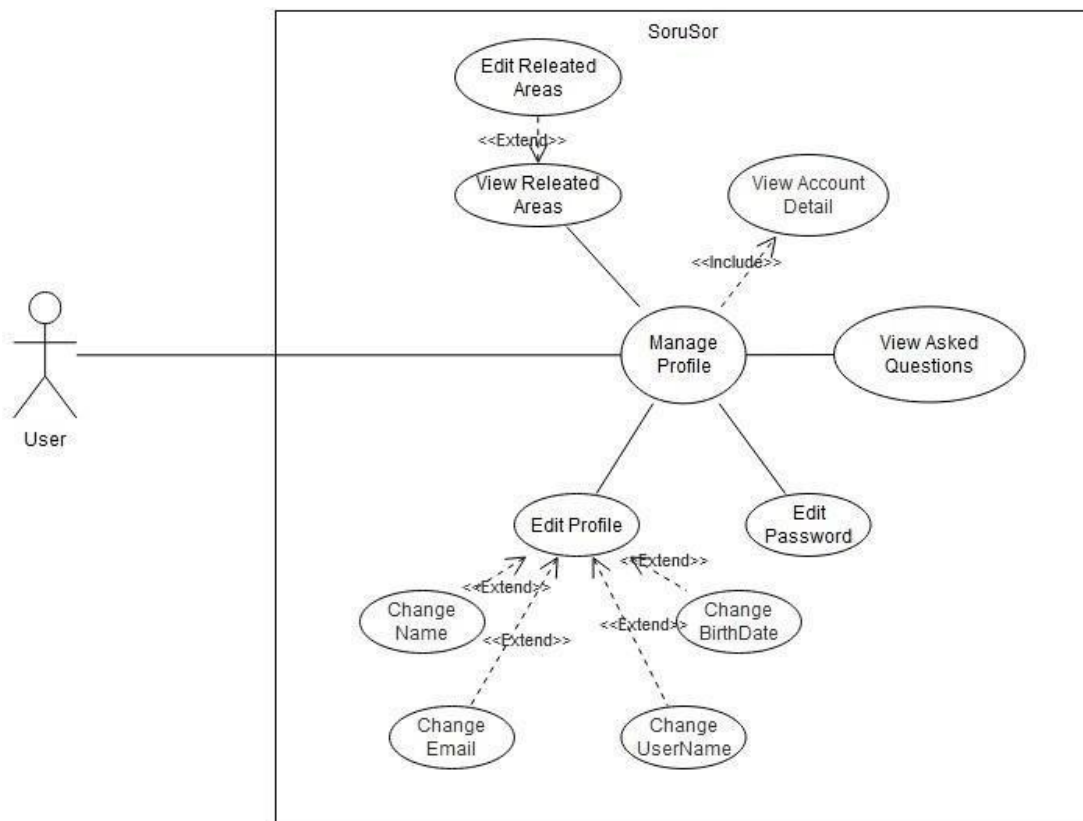 SoruSor
Edit Releated
Areas
<<Extend>>
View Releated
Areas
View Account
Detail
<<Include>>
Manage
Profile
View Asked
Questions
User
Edit Profile
Edit
Password
<<Extend>>
<<Extend>>
Change
Name
Change
BirthDate
<<Extend>>
<<Extend>>
Change
Email
Change
UserName